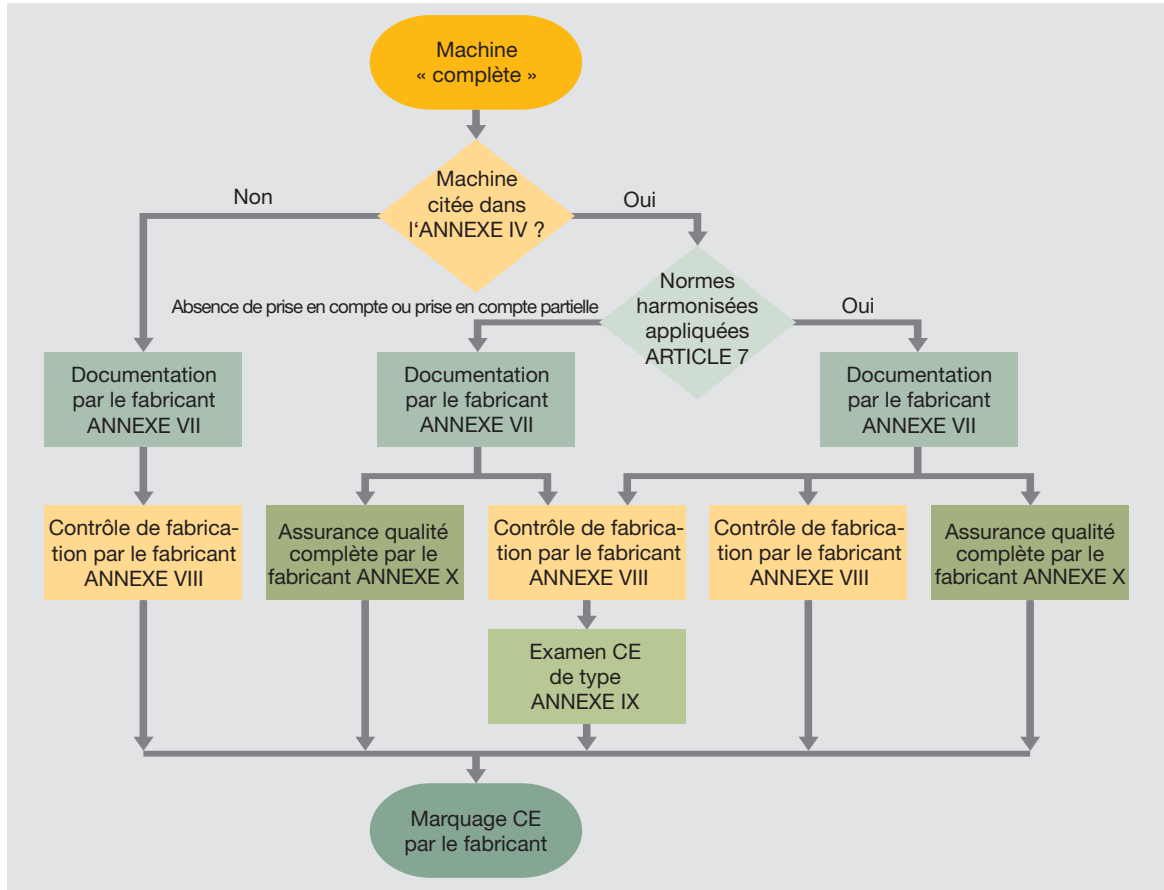 Machine
« complète »
Machine
citée dans
l‘ANNEXE IV ?
Non
Oui
Normes
harmonisées
appliquées
ARTICLE 7
Absence de prise en compte ou prise en compte partielle
Oui
Documentation
par le fabricant
ANNEXE VII
Documentation
par le fabricant
ANNEXE VII
Documentation
par le fabricant
ANNEXE VII
Contrôle de fabrica-
tion par le fabricant
ANNEXE VIII
Assurance qualité
complète par le
fabricant ANNEXE X
Contrôle de fabrica-
tion par le fabricant
ANNEXE VIII
Contrôle de fabrica-
tion par le fabricant
ANNEXE VIII
Assurance qualité
complète par le
fabricant ANNEXE X
Examen CE
de type
ANNEXE IX
Marquage CE
par le fabricant